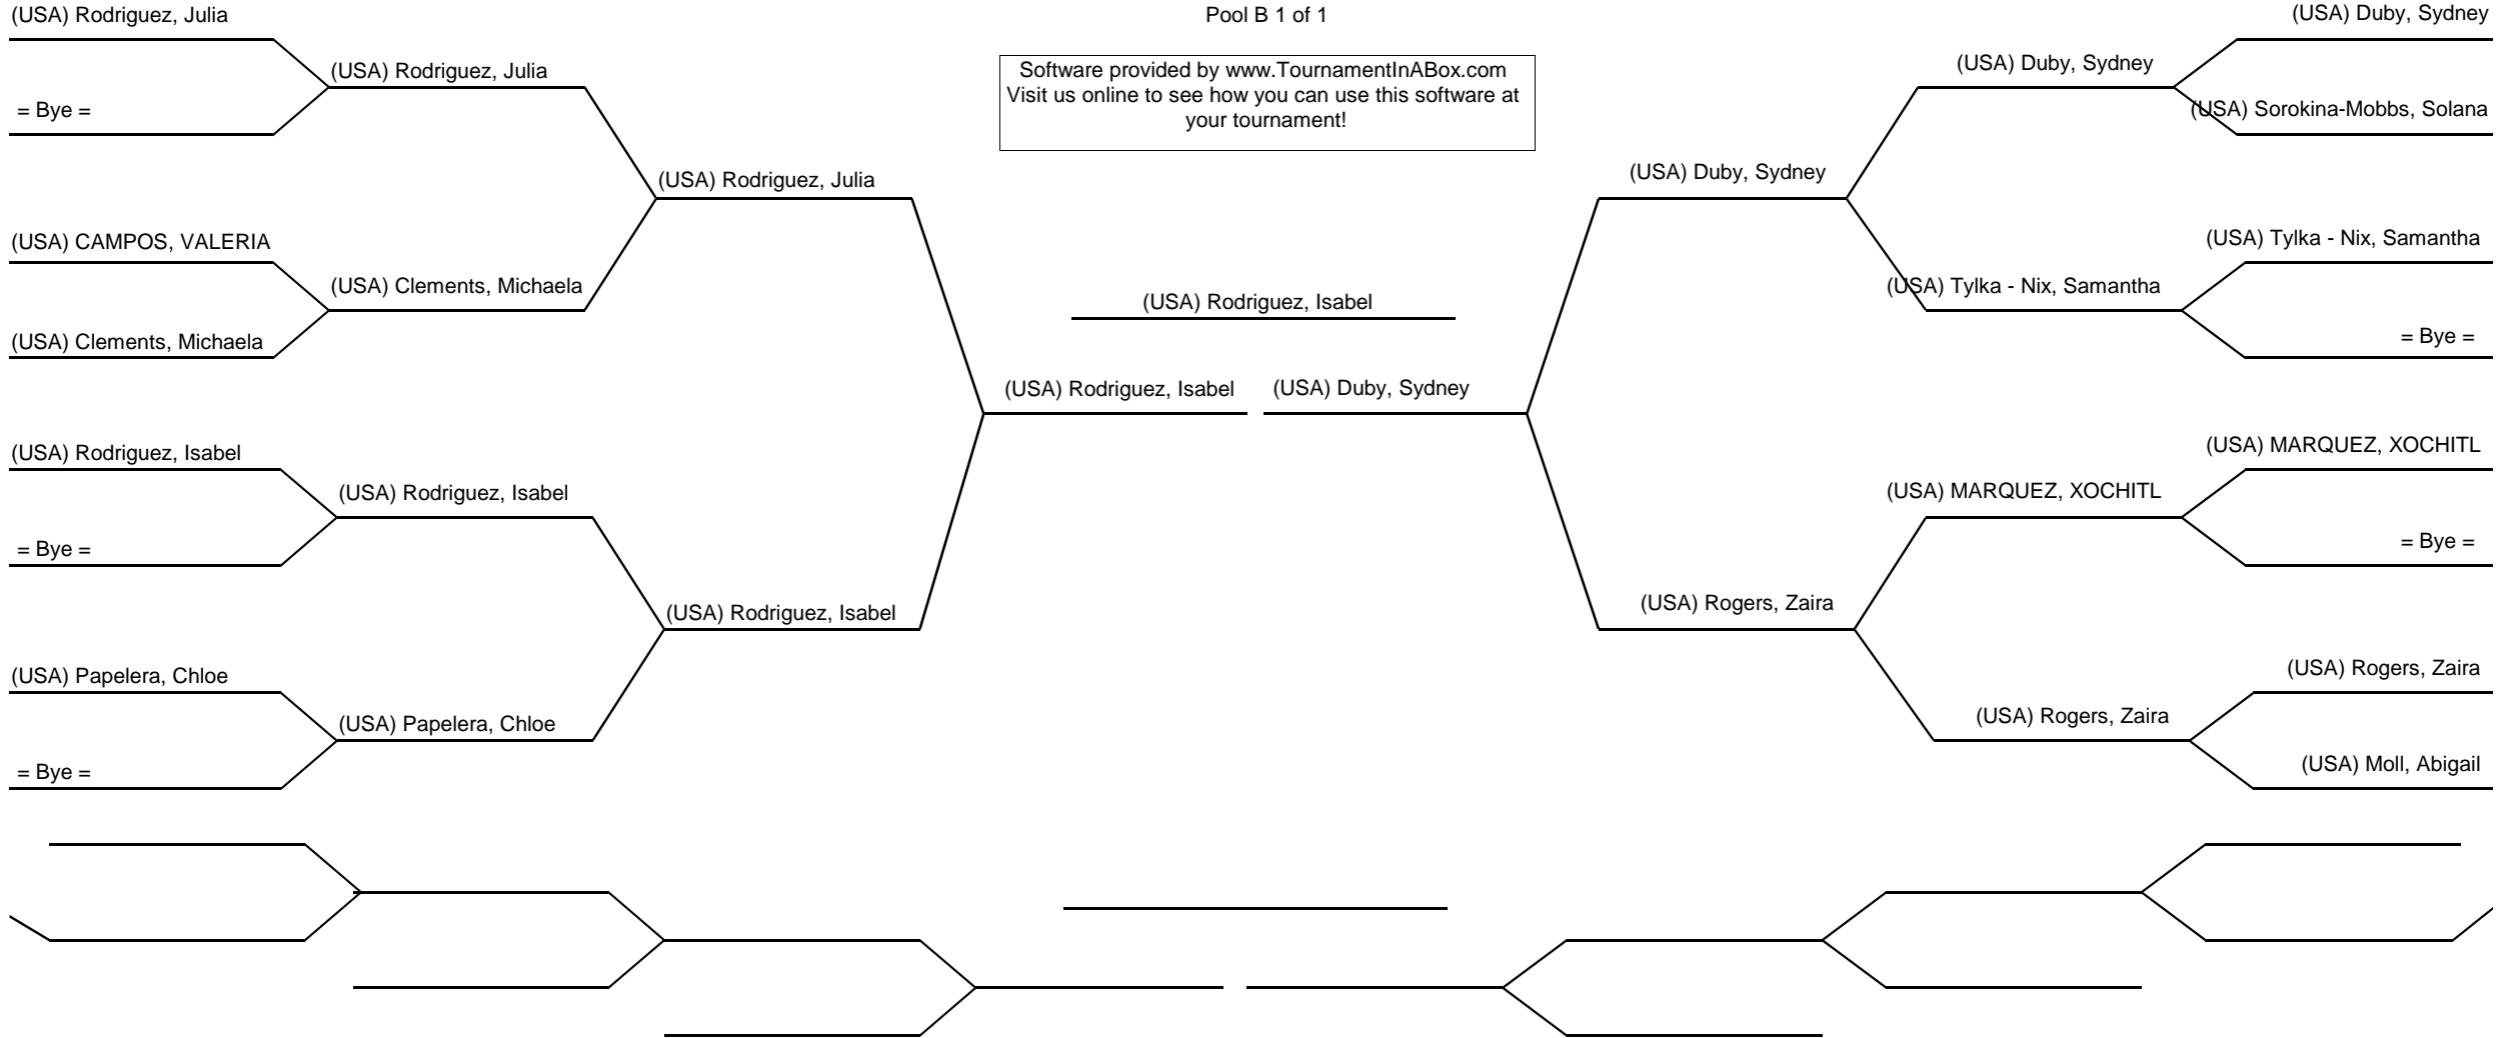 (USA) Rodriguez, Julia
= Bye =
(USA) CAMPOS, VALERIA
(USA) Clements, Michaela
(USA) Rodriguez, Isabel
= Bye =
(USA) Papelera, Chloe
= Bye =
(USA) Rodriguez, Julia
(USA) Clements, Michaela
(USA) Rodriguez, Isabel
(USA) Papelera, Chloe
(USA) Rodriguez, Julia
(USA) Rodriguez, Isabel
Pool B 1 of 1
Software provided by www.TournamentInABox.com
Visit us online to see how you can use this software at
your tournament!
(USA) Rodriguez, Isabel
(USA) Rodriguez, Isabel
(USA) Duby, Sydney
(USA) Duby, Sydney
(USA) Rogers, Zaira
(USA) Duby, Sydney
(USA) Tylka - Nix, Samantha
(USA) MARQUEZ, XOCHITL
(USA) Rogers, Zaira
(USA) Duby, Sydney
(USA) Sorokina-Mobbs, Solana
(USA) Tylka - Nix, Samantha
= Bye =
(USA) MARQUEZ, XOCHITL
= Bye =
(USA) Rogers, Zaira
(USA) Moll, Abigail